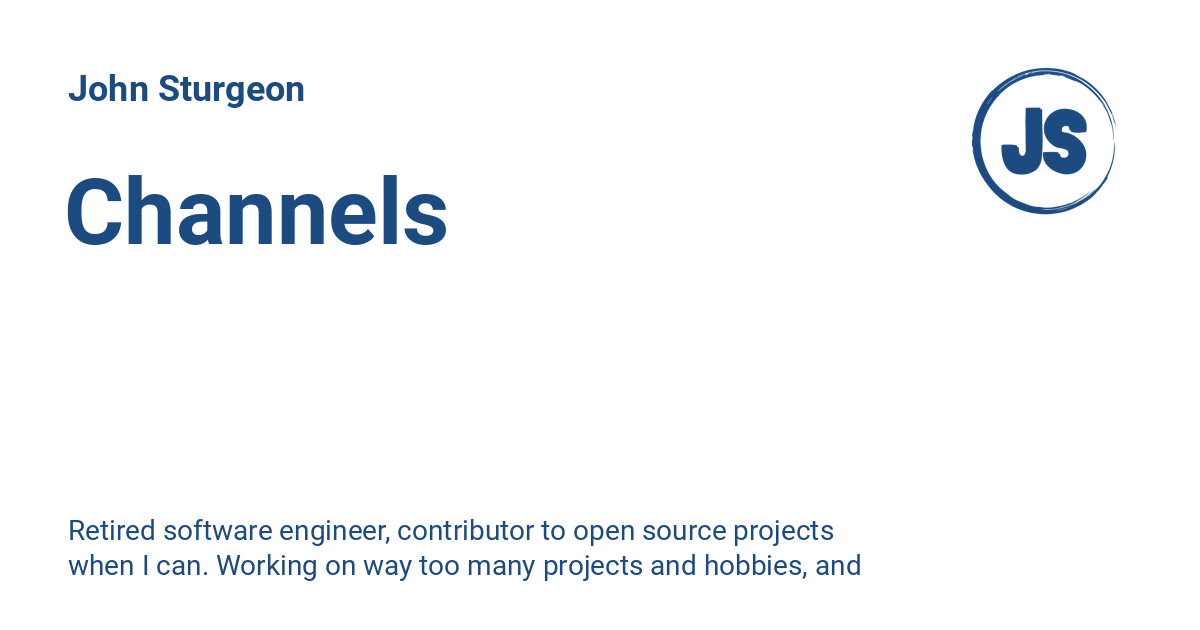 John Sturgeon
JS
Channels
Retired software engineer, contributor to open source projects
when I can. Working on way too many projects and hobbies, and